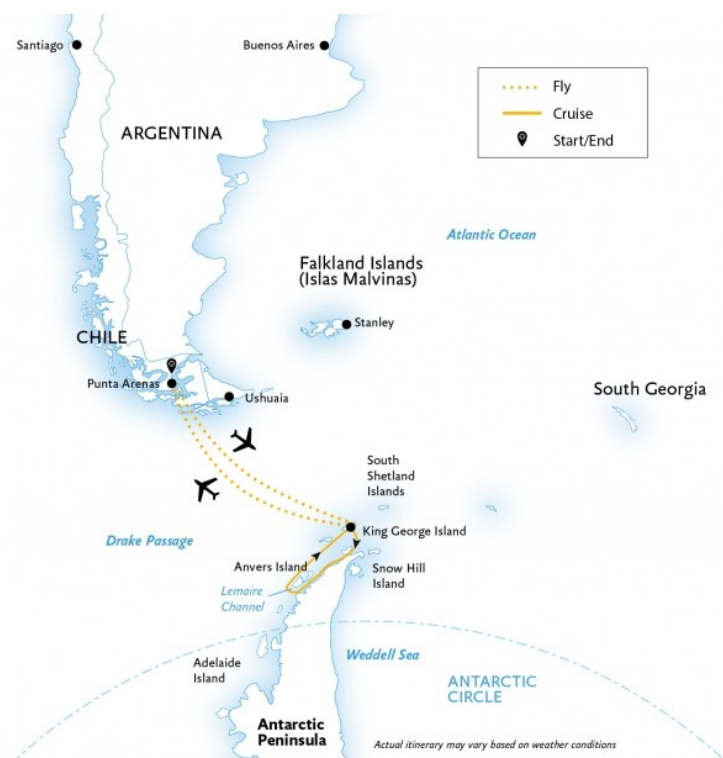 Santiago
Buenos Aires
Fly
Cruise
Start/End
ARGENTINA
Atlantic Ocean
Falkland Islands
(Islas Malvinas)
Stanley
CHILE
Punta Arenas
Ushuaia
South Georgia
South
Shetland
Islands
King George Island
Drake Passage
Anvers Island
Snow Hill
Island
Lemaire
Channel
Weddell Sea
Adelaide
Island
ANTARCTIC
CIRCLE
Antarctic
Peninsula
Actual itinerary may vary based on weather conditions